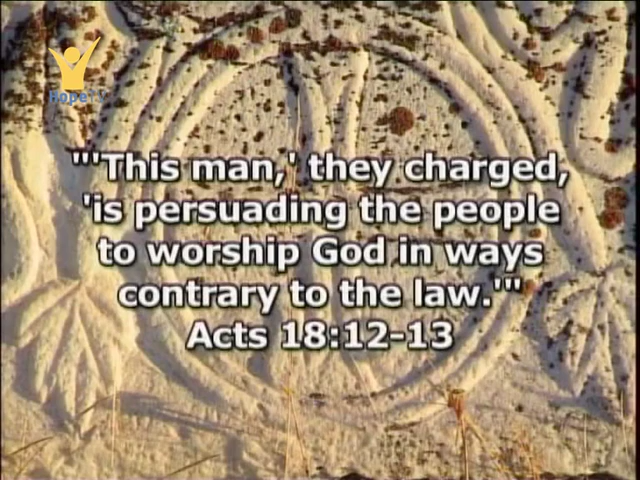 HopeTV
"'This man,' they charged,
'is persuading the people
to worship God in ways
contrary to the law.'"
Acts 18:12-13